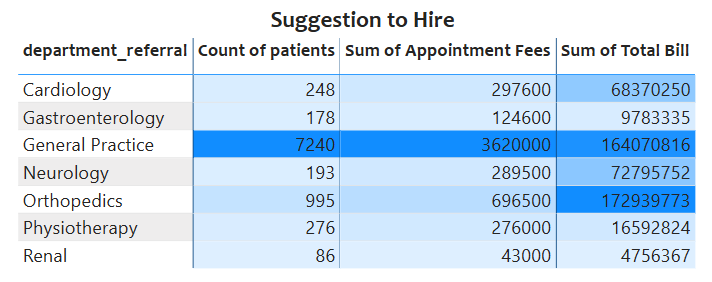 Suggestion to Hire
department_referral Count of patients Sum of Appointment Fees Sum of Total Bill
Cardiology 248 297600 68370250
Gastroenterology 178 124600 9783335
General Practice 7240 3620000 164070816
Neurology 193 289500 72795752
Orthopedics 995 696500 172939773
Physiotherapy 276 276000 16592824
Renal 86 43000 4756367